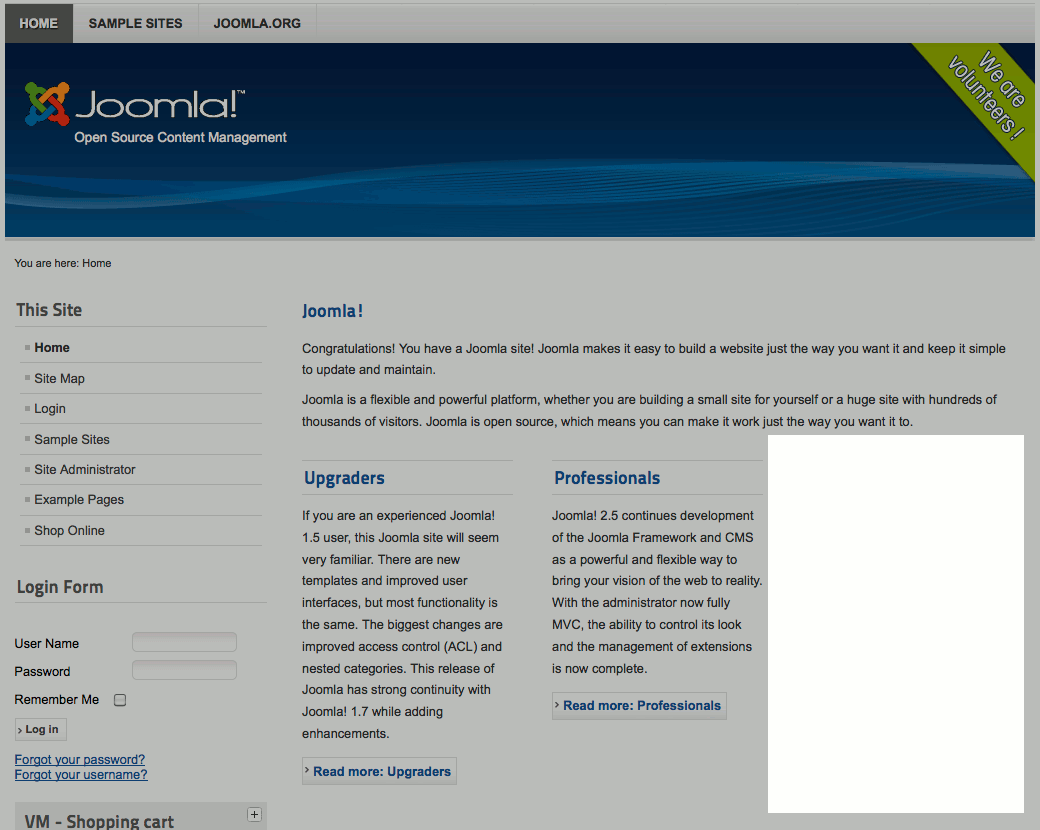 HOME
SAMPLE SITES
JOOMLA.ORG
We are
volunteers !
Joomla!™
Open Source Content Management
You are here: Home
This Site
Home
Site Map
Login
Sample Sites
Site Administrator
Example Pages
Shop Online
Login Form
User Name
Password
Remember Me
Log in
Forgot your password?
Forgot your username?
VM - Shopping cart
+
Joomla!
Congratulations! You have a Joomla site! Joomla makes it easy to build a website just the way you want it and keep it simple
to update and maintain.
Joomla is a flexible and powerful platform, whether you are building a small site for yourself or a huge site with hundreds of
thousands of visitors. Joomla is open source, which means you can make it work just the way you want it to.
Upgraders
If you are an experienced Joomla!
1.5 user, this Joomla site will seem
very familiar. There are new
templates and improved user
interfaces, but most functionality is
the same. The biggest changes are
improved access control (ACL) and
nested categories. This release of
Joomla has strong continuity with
Joomla! 1.7 while adding
enhancements.
Read more: Upgraders
Professionals
Joomla! 2.5 continues development
of the Joomla Framework and CMS
as a powerful and flexible way to
bring your vision of the web to reality.
With the administrator now fully
MVC, the ability to control its look
and the management of extensions
is now complete.
Read more: Professionals